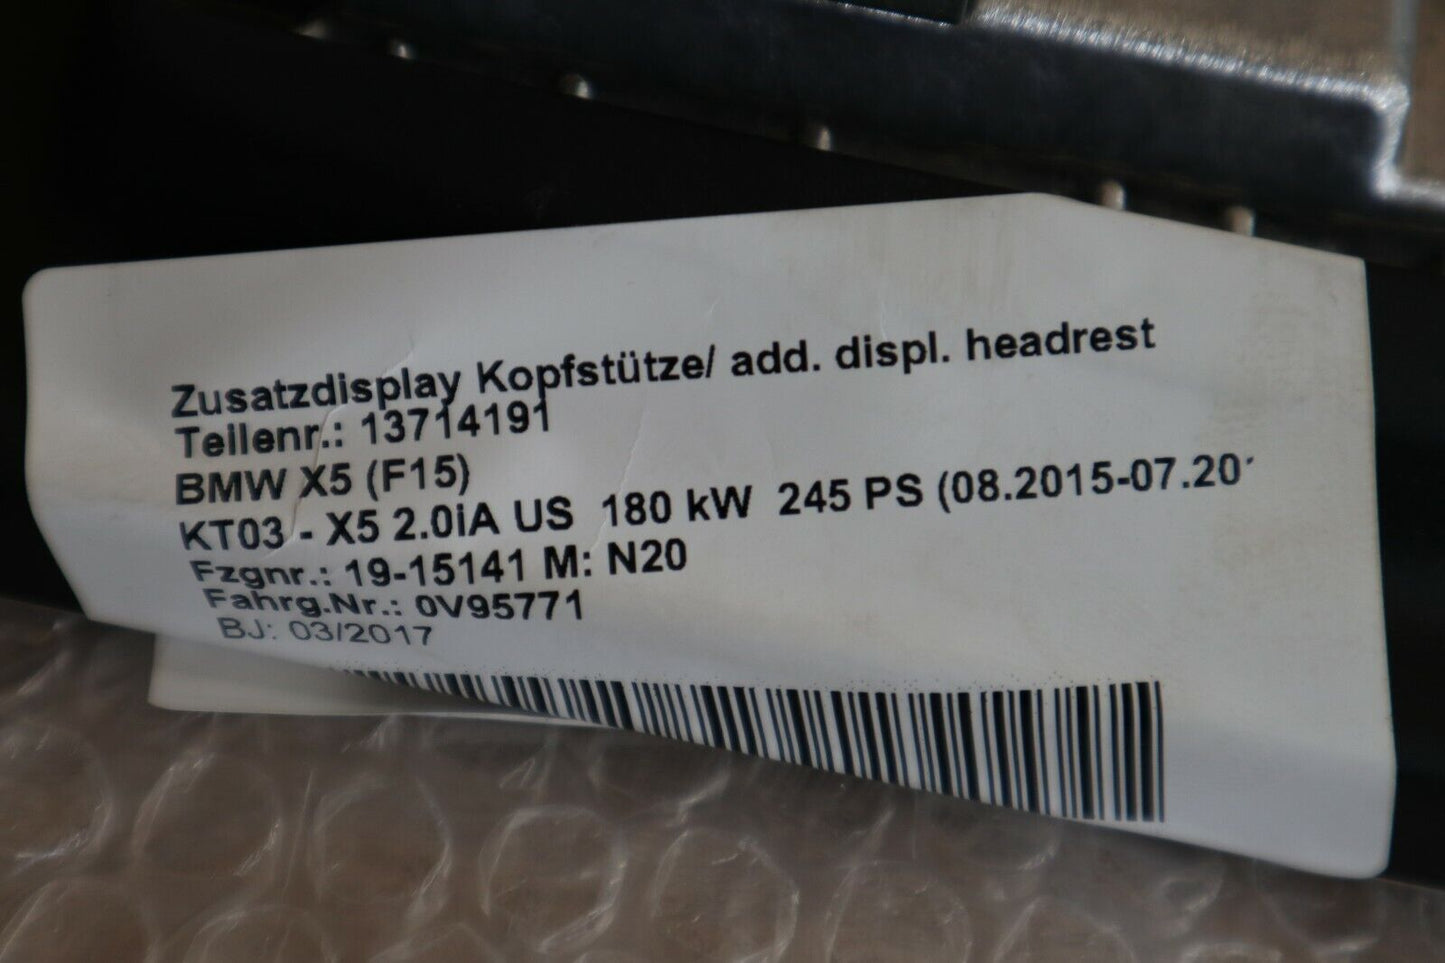 Zusatzdisplay Kopfstütze/ add. displ. headrest
Teilenr.: 13714191
BMW X5 (F15)
KT03 - X5 2.0iA US 180 kW 245 PS (08.2015-07.20
Fzgnr.: 19-15141 M: N20
Fahrg.Nr.: 0V95771
BJ: 03/2017